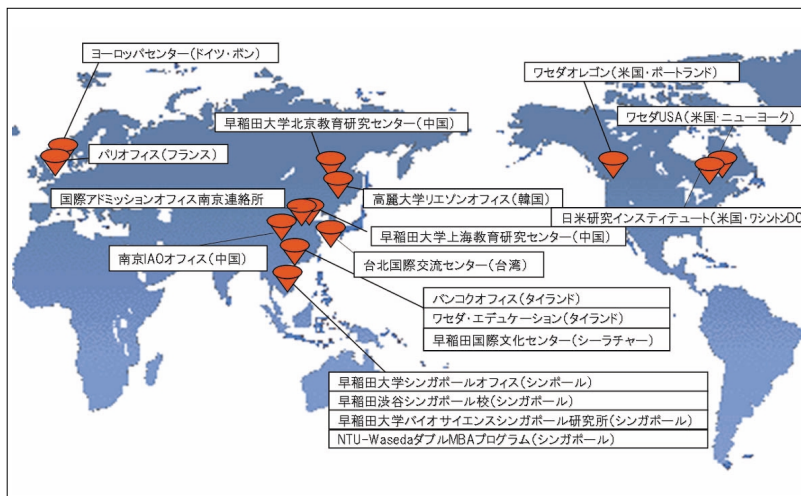 ヨーロッパセンター(ドイツ・ボン)
ワセダオレゴン(米国・ポートランド)
早稲田大学北京教育研究センター(中国)
ワセダUSA(米国・ニューヨーク)
パリオフィス(フランス)
国際アドミッションオフィス南京連絡所
高麗大学リエゾンオフィス(韓国)
日米研究インスティテュート(米国・ワシントンDC
早稲田大学上海教育研究センター(中国)
南京IAOオフィス(中国)
台北国際交流センター(台湾)
バンコクオフィス(タイランド)
ワセダ・エデュケーション(タイランド)
早稲田国際文化センター(シーラチャー)
早稲田大学シンガポールオフィス(シンポール)
早稲田渋谷シンガポール校(シンガポール)
早稲田大学バイオサイエンスシンガポール研究所(シンガポール)
NTU-WasedaダブルMBAプログラム(シンガポール)